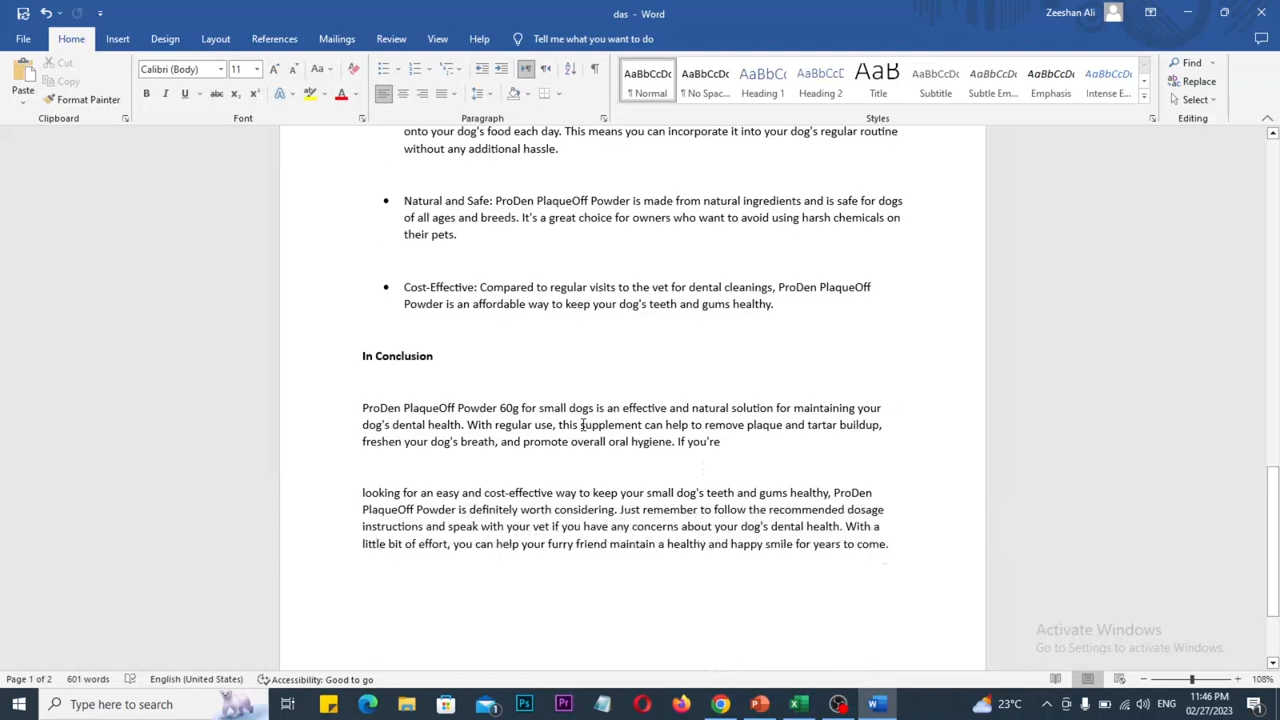 das - Word
Zeeshan Ali
File Home Insert Design Layout References Mailings Review View Help Tell me what you want to do
Paste
Cut
Copy
Format Painter
Clipboard
Calibri (Body) 11
Font
Paragraph
AaBbCcDc AaBbCcDc AaBbCc AaBbCcD AaB AaBbCcD AaBbCcDc AaBbCcDc AaBbCcDc
¶ Normal ¶ No Spac... Heading 1 Heading 2 Title Subtitle Subtle Em... Emphasis Intense E...
Styles
Find
Replace
Select
Editing
onto your dog's food each day. This means you can incorporate it into your dog's regular routine
without any additional hassle.
• Natural and Safe: ProDen PlaqueOff Powder is made from natural ingredients and is safe for dogs
of all ages and breeds. It's a great choice for owners who want to avoid using harsh chemicals on
their pets.
• Cost-Effective: Compared to regular visits to the vet for dental cleanings, ProDen PlaqueOff
Powder is an affordable way to keep your dog's teeth and gums healthy.
In Conclusion
ProDen PlaqueOff Powder 60g for small dogs is an effective and natural solution for maintaining your
dog's dental health. With regular use, this supplement can help to remove plaque and tartar buildup,
freshen your dog's breath, and promote overall oral hygiene. If you're
looking for an easy and cost-effective way to keep your small dog's teeth and gums healthy, ProDen
PlaqueOff Powder is definitely worth considering. Just remember to follow the recommended dosage
instructions and speak with your vet if you have any concerns about your dog's dental health. With a
little bit of effort, you can help your furry friend maintain a healthy and happy smile for years to come.
Activate Windows
Go to Settings to activate Windows.
Page 1 of 2 601 words English (United States) Accessibility: Good to go 108%
Type here to search
23°C ENG
11:46 PM
02/27/2023